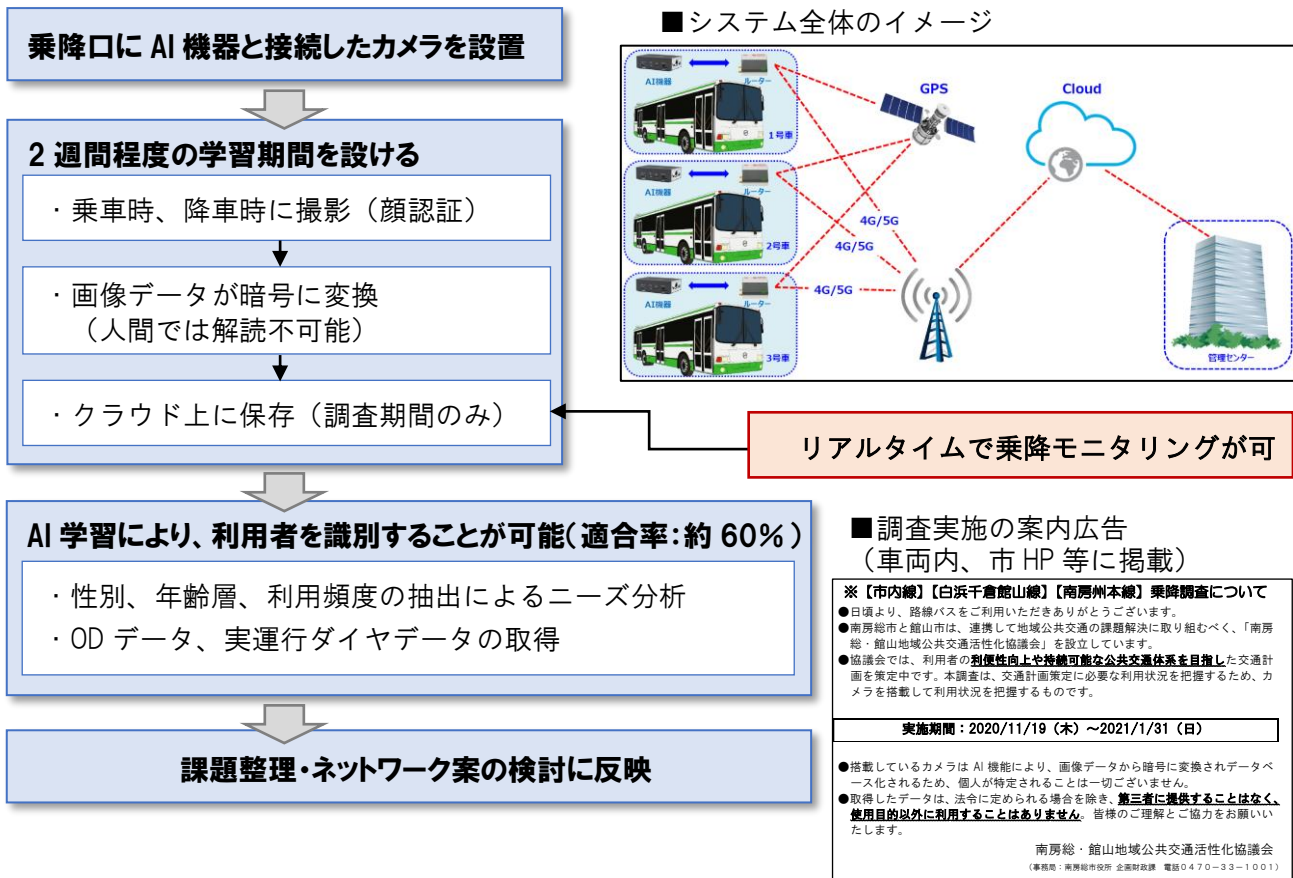 乗降口に AI 機器と接続したカメラを設置
2 週間程度の学習期間を設ける
・乗車時、降車時に撮影（顔認証）
・画像データが暗号に変換
（人間では解読不可能）
・クラウド上に保存（調査期間のみ）
AI 学習により、利用者を識別することが可能（適合率：約 60％）
・性別、年齢層、利用頻度の抽出によるニーズ分析
・OD データ、実運行ダイヤデータの取得
課題整理・ネットワーク案の検討に反映
■システム全体のイメージ
AI機器
ルーター
1号車
AI機器
ルーター
2号車
AI機器
ルーター
3号車
GPS
Cloud
4G/5G
4G/5G
4G/5G
管理センター
リアルタイムで乗降モニタリングが可
■調査実施の案内広告
（車両内、市 HP 等に掲載）
※【市内線】【白浜千倉館山線】【南房州本線】乗降調査について
●日頃より、路線バスをご利用いただきありがとうございます。
●南房総市と館山市は、連携して地域公共交通の課題解決に取り組むべく、「南房
総・館山地域公共交通活性化協議会」を設立しています。
●協議会では、利用者の利便性向上や持続可能な公共交通体系を目指した交通計
画を策定中です。本調査は、交通計画策定に必要な利用状況を把握するため、カ
メラを搭載して利用状況を把握するものです。
実施期間：2020/11/19（木）～2021/1/31（日）
●搭載しているカメラは AI 機能により、画像データから暗号に変換されデータベ
ース化されるため、個人が特定されることは一切ございません。
●取得したデータは、法令に定められる場合を除き、第三者に提供することはなく、
使用目的以外に利用することはありません。皆様のご理解とご協力をお願いい
たします。
南房総・館山地域公共交通活性化協議会
（事務局：南房総市役所 企画財政課 電話０４７０－３３－１００１）